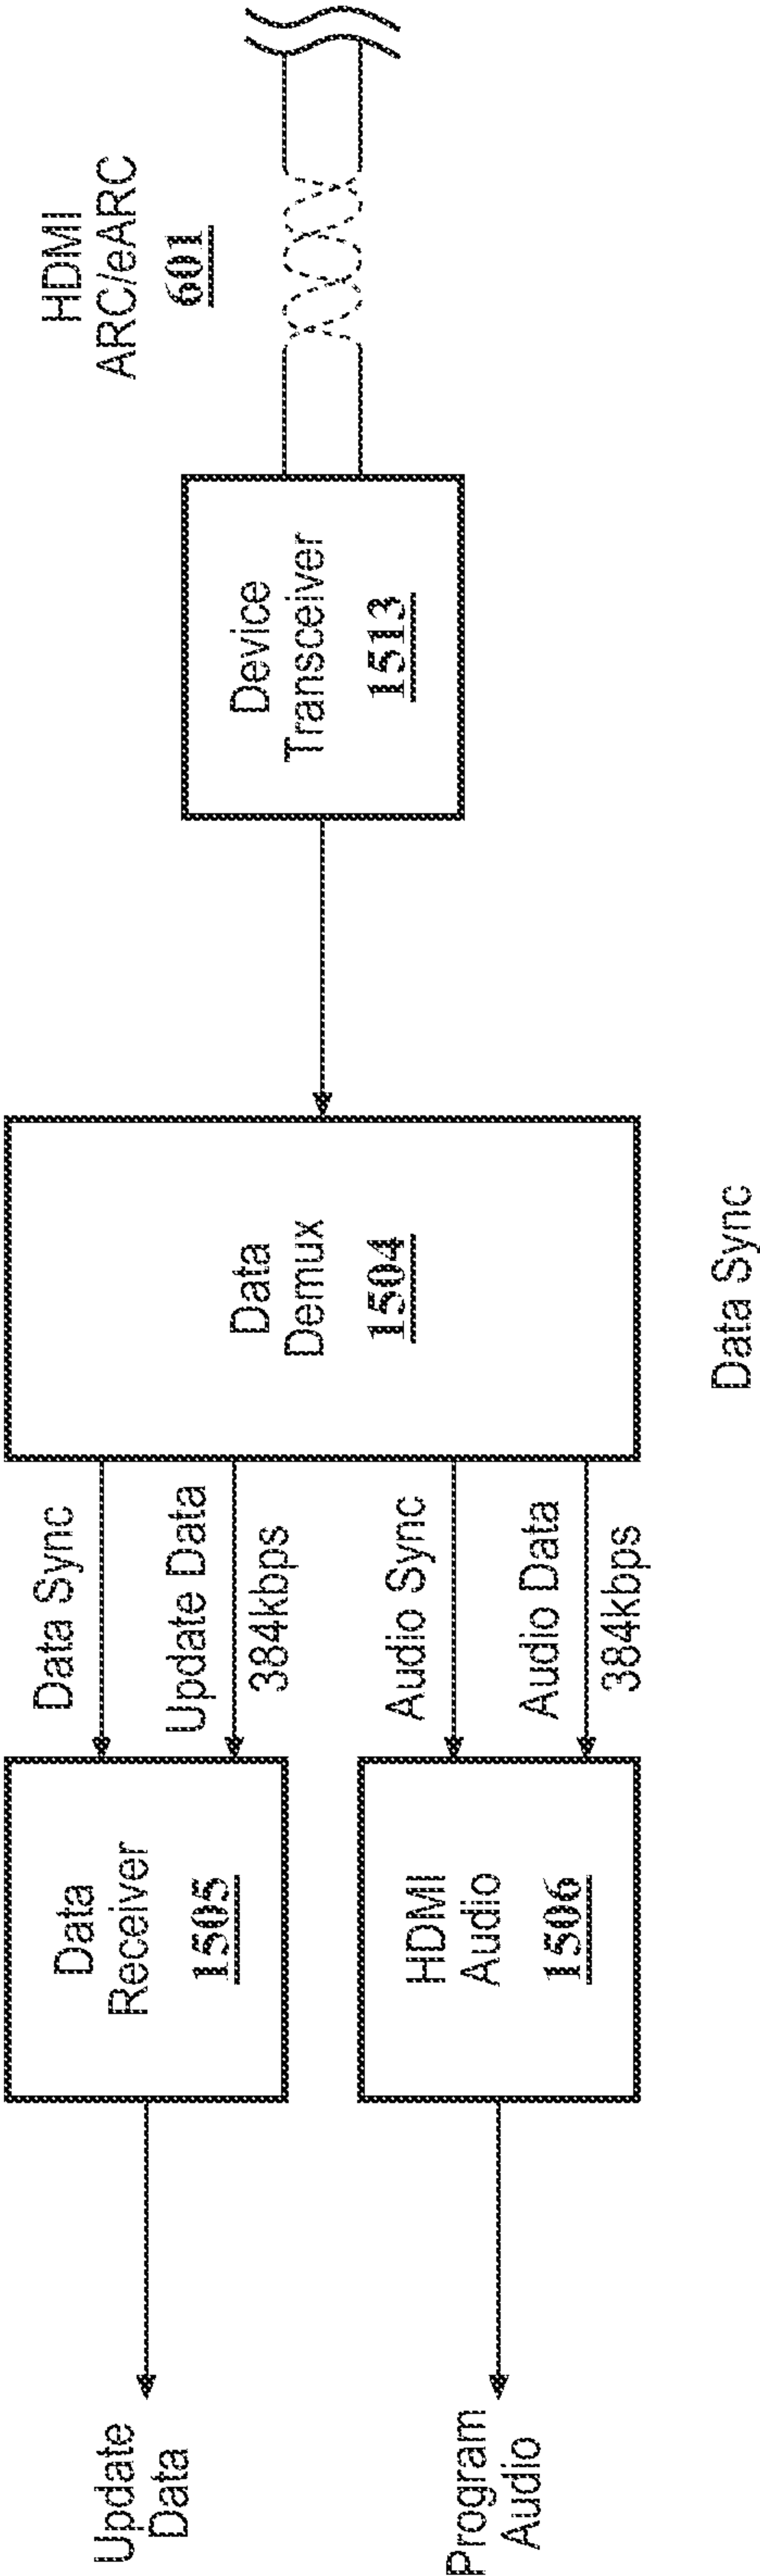 HDMI
ARC/eARC
601
Device
Transceiver
1513
Data
Demux
1504
Data Sync
Update Data
384kbps
Audio Sync
Audio Data
384kbps
Data Sync
Data
Receiver
1505
HDMI
Audio
1506
Update
Data
Program
Audio